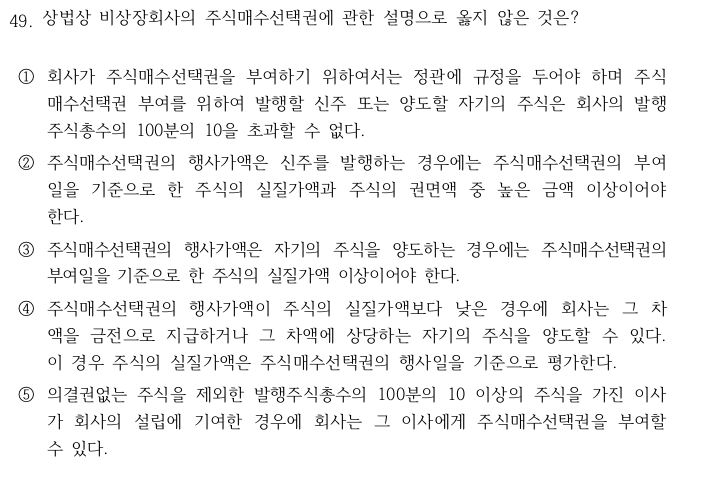 49. 상법상 비상장회사의 주식매수선택권에 관한 설명으로 옳지 않은 것은?
① 회사가 주식매수선택권을 부여하기 위하여서는 정관에 규정을 두어야 하며 주식
매수선택권 부여를 위하여 발행할 신주 또는 양도할 자기의 주식은 회사의 발행
주식총수의 100분의 10을 초과할 수 없다.
② 주식매수선택권의 행사가액은 신주를 발행하는 경우에는 주식매수선택권의 부여
일을 기준으로 한 주식의 실질가액과 주식의 권면액 중 높은 금액 이상이어야
한다.
③ 주식매수선택권의 행사가액은 자기의 주식을 양도하는 경우에는 주식매수선택권의
부여일을 기준으로 한 주식의 실질가액 이상이어야 한다.
④ 주식매수선택권의 행사가액이 주식의 실질가액보다 낮은 경우에 회사는 그 차
액을 금전으로 지급하거나 그 차액에 상당하는 자기의 주식을 양도할 수 있다.
이 경우 주식의 실질가액은 주식매수선택권의 행사일을 기준으로 평가한다.
⑤ 의결권없는 주식을 제외한 발행주식총수의 100분의 10 이상의 주식을 가진 이사
가 회사의 설립에 기여한 경우에 회사는 그 이사에게 주식매수선택권을 부여할
수 있다.